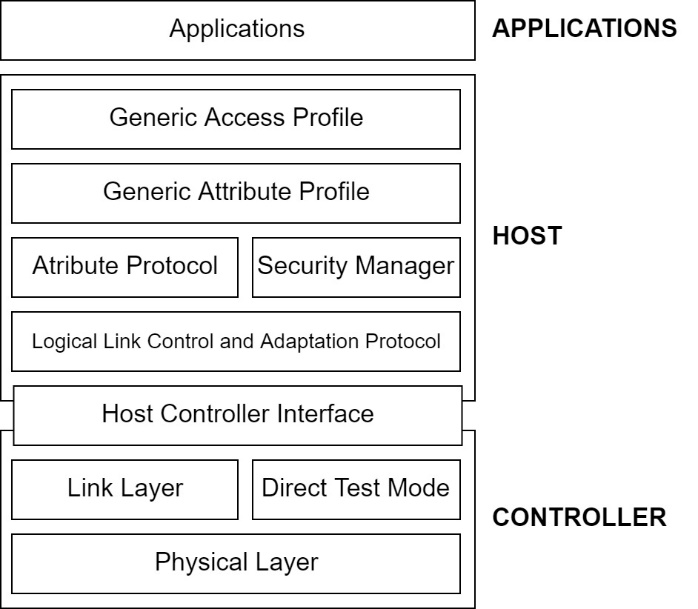 Applications
APPLICATIONS
Generic Access Profile
Generic Attribute Profile
HOST
Atribute Protocol
Security Manager
Logical Link Control and Adaptation Protocol
Host Controller Interface
Link Layer
Direct Test Mode
CONTROLLER
Physical Layer